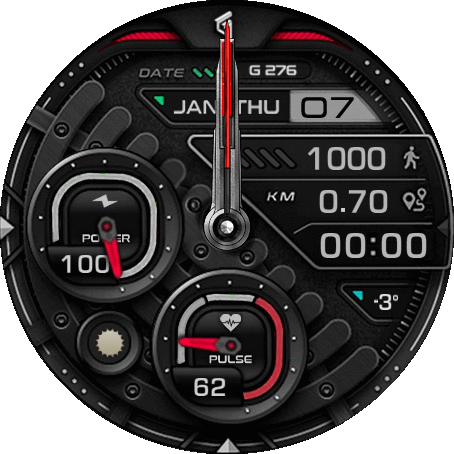 DATE G 276
JAN THU 07
1000
KM 0.70
00:00
POWER
100
-3°
PULSE
62